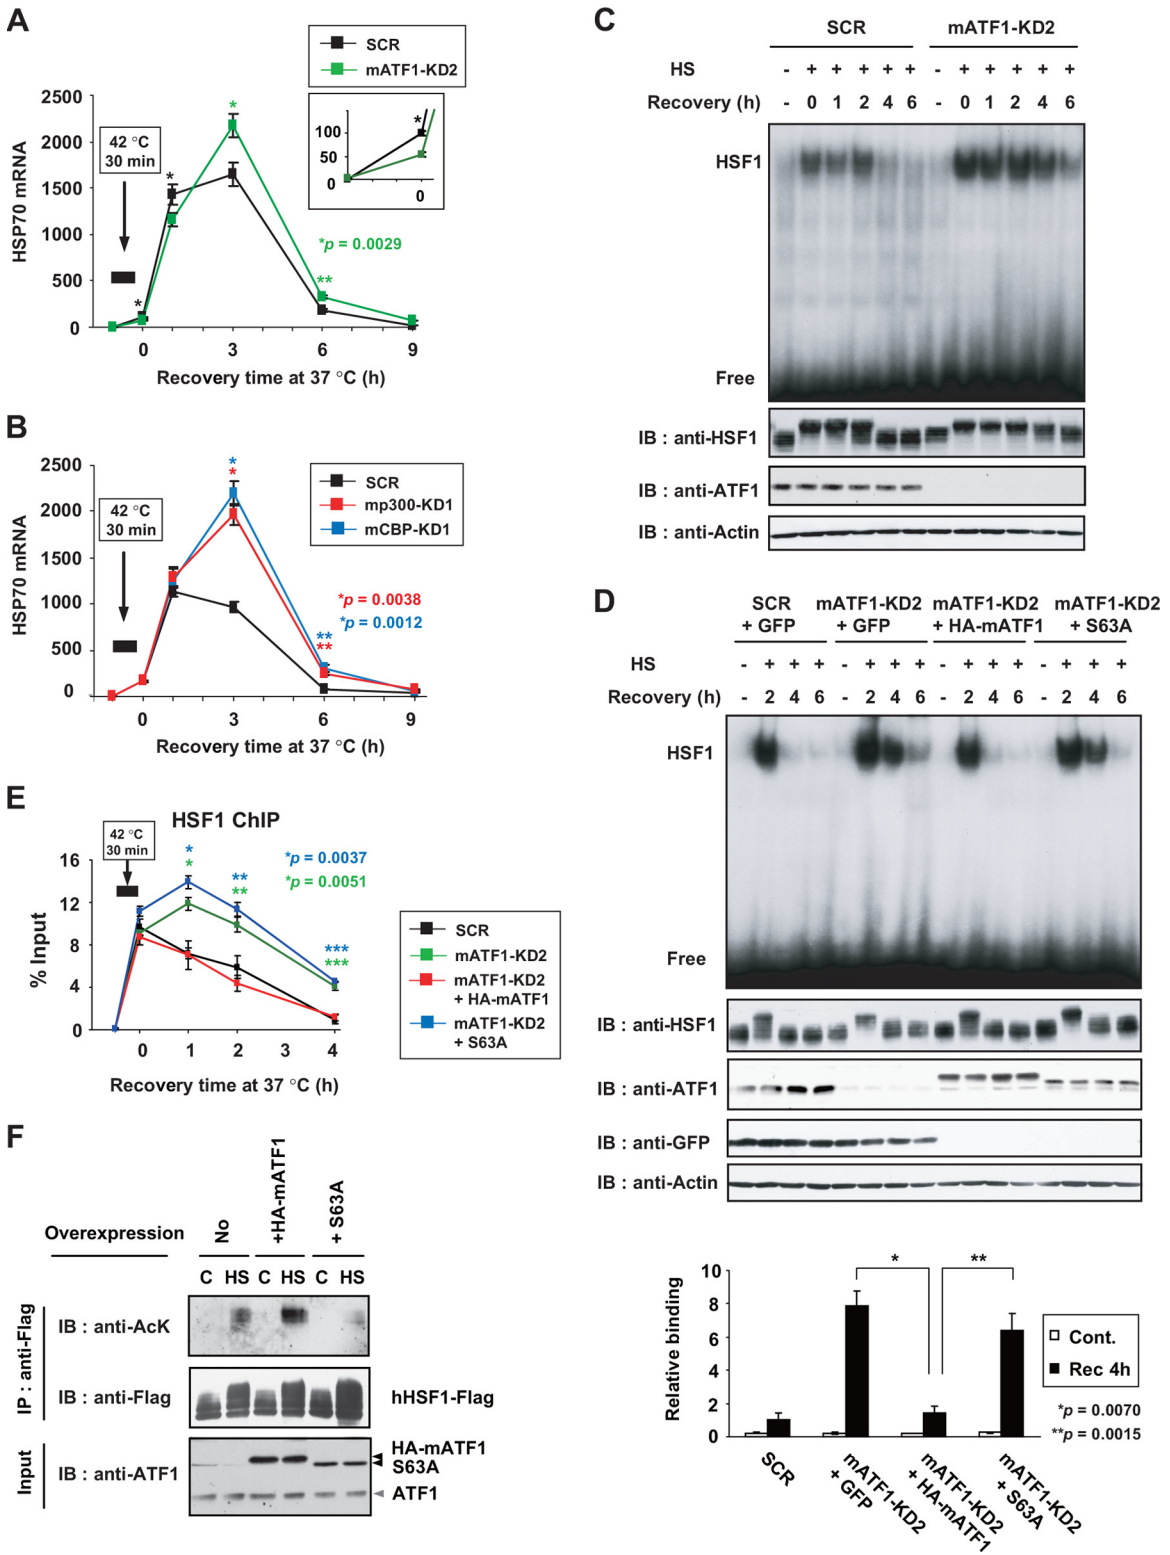 A
SCR
mATF1-KD2
HSP70 mRNA
2500
2000
1500
1000
500
0
42 °C
30 min
*
*
*
**
*p = 0.0029
100
50
0
*
0
0
3
6
9
Recovery time at 37 °C (h)
B
SCR
mp300-KD1
mCBP-KD1
HSP70 mRNA
2500
2000
1500
1000
500
0
42 °C
30 min
*
*
**
**
*p = 0.0038
*p = 0.0012
0
3
6
9
Recovery time at 37 °C (h)
C
SCR mATF1-KD2
HS - + + + + + - + + + + +
Recovery (h) - 0 1 2 4 6 - 0 1 2 4 6
HSF1
Free
IB : anti-HSF1
IB : anti-ATF1
IB : anti-Actin
D
SCR mATF1-KD2 mATF1-KD2 mATF1-KD2
+ GFP + GFP + HA-mATF1 + S63A
HS - + + + - + + + - + + + - + + +
Recovery (h) - 2 4 6 - 2 4 6 - 2 4 6 - 2 4 6
HSF1
Free
IB : anti-HSF1
IB : anti-ATF1
IB : anti-GFP
IB : anti-Actin
Relative binding
10
8
6
4
2
0
*
**
Cont.
Rec 4h
*p = 0.0070
**p = 0.0015
SCR
mATF1-KD2
+ GFP
mATF1-KD2
+ HA-mATF1
mATF1-KD2
+ S63A
E
HSF1 ChIP
42 °C
30 min
% Input
16
12
8
4
0
*
*
**
**
***
***
*p = 0.0037
*p = 0.0051
0 1 2 3 4
Recovery time at 37 °C (h)
SCR
mATF1-KD2
mATF1-KD2
+ HA-mATF1
mATF1-KD2
+ S63A
F
Overexpression
No
+HA-mATF1
+ S63A
C HS C HS C HS
IP : anti-Flag
IB : anti-AcK
IB : anti-Flag
hHSF1-Flag
Input
IB : anti-ATF1
HA-mATF1
S63A
ATF1